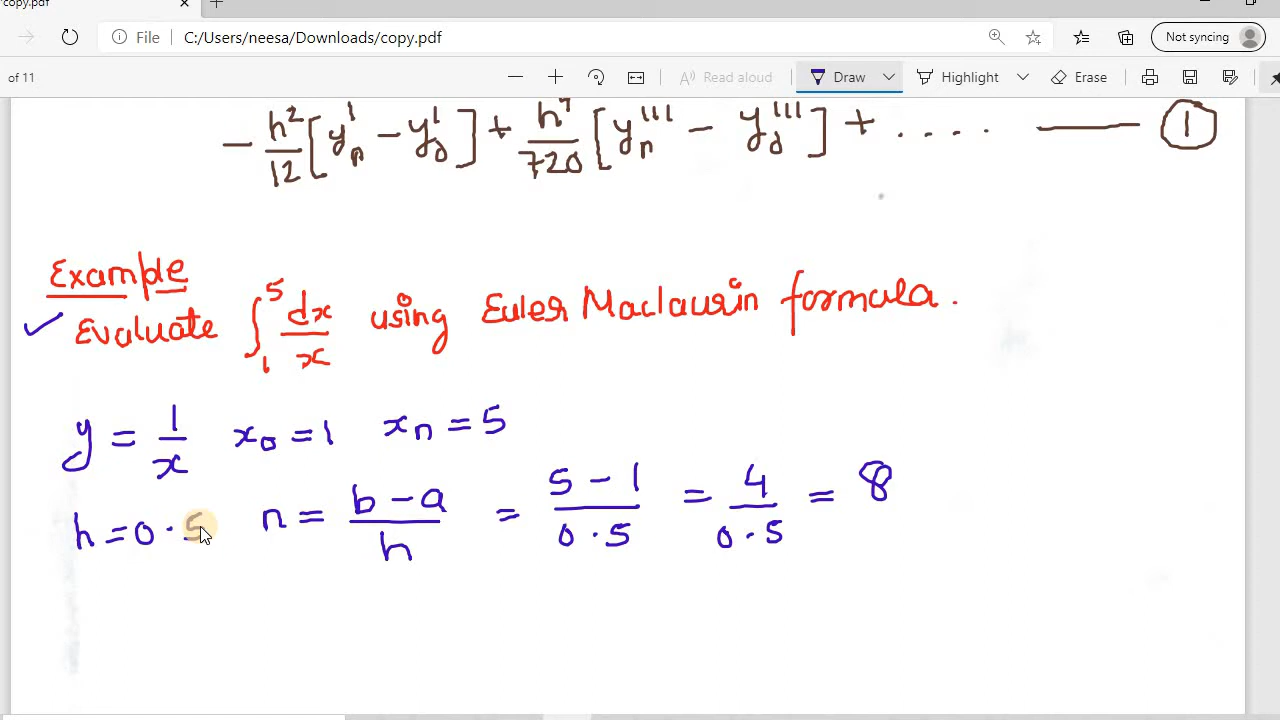 copy.pdf
File C:/Users/neesa/Downloads/copy.pdf Not syncing
of 11 Read aloud Draw Highlight Erase
- h²/12 [y'ₙ - y'₀] + h⁴/720 [y'''ₙ - y'''₀] + .... —— ①
Example
✓ Evaluate ∫₁⁵ dx/x using Euler Maclaurin formula.
y = 1/x x₀ = 1 xₙ = 5
h = 0.5 n = b - a/h = 5 - 1/0.5 = 4/0.5 = 8